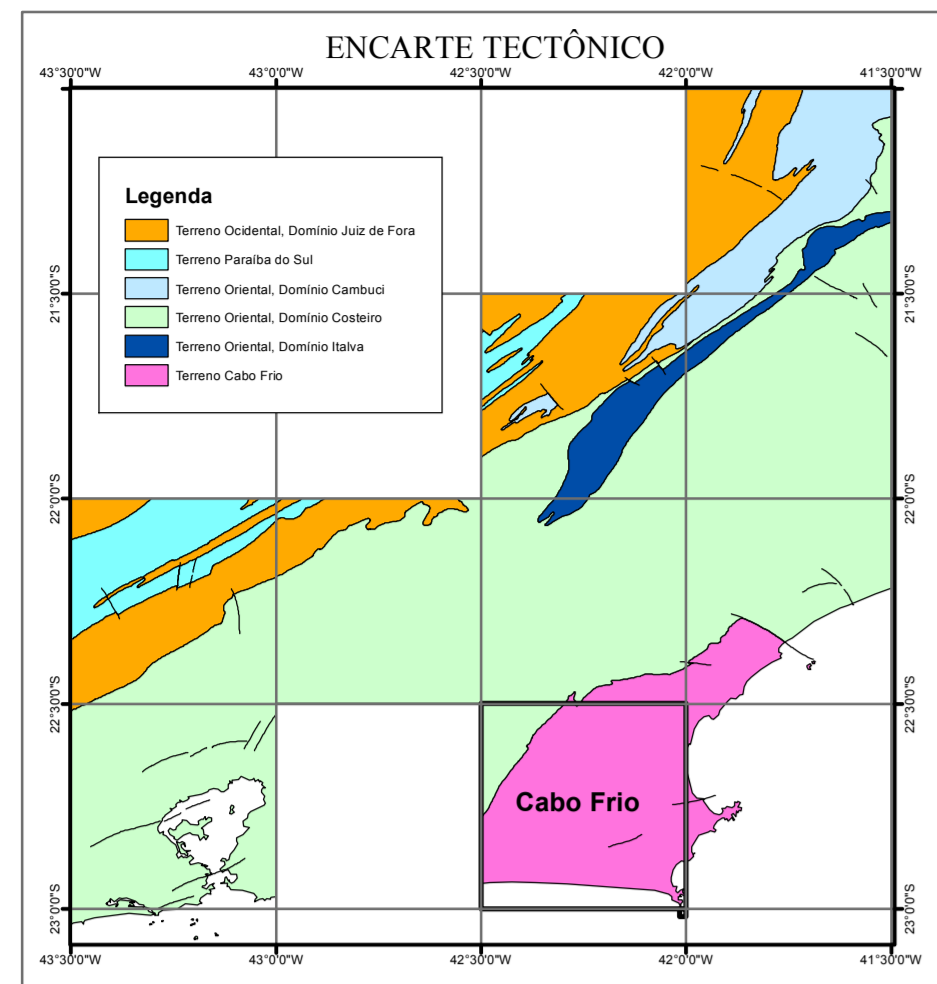 ENCARTE TECTÔNICO
43°30'0"W 43°0'0"W 42°30'0"W 42°0'0"W 41°30'0"W
Legenda
Terreno Ocidental, Domínio Juiz de Fora
Terreno Paraíba do Sul
Terreno Oriental, Domínio Cambuci
Terreno Oriental, Domínio Costeiro
Terreno Oriental, Domínio Italva
Terreno Cabo Frio
21°30'0"S 21°30'0"S
22°0'0"S 22°0'0"S
22°30'0"S 22°30'0"S
Cabo Frio
23°0'0"S 23°0'0"S
43°30'0"W 43°0'0"W 42°30'0"W 42°0'0"W 41°30'0"W